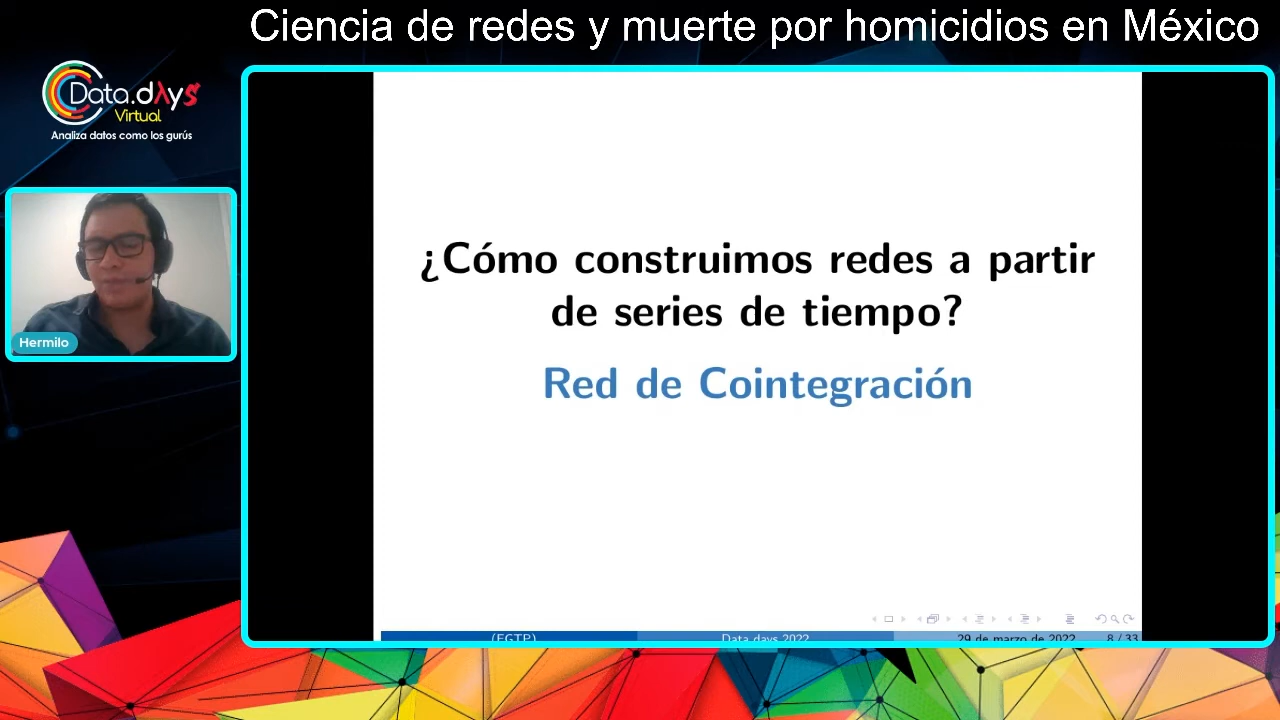 Ciencia de redes y muerte por homicidios en México
Data.dAys
Virtual
Analiza datos como los gurús
Hermilo
¿Cómo construimos redes a partir
de series de tiempo?
Red de Cointegración
(EGTP) Data days 2022 29 de marzo de 2022 8 / 33